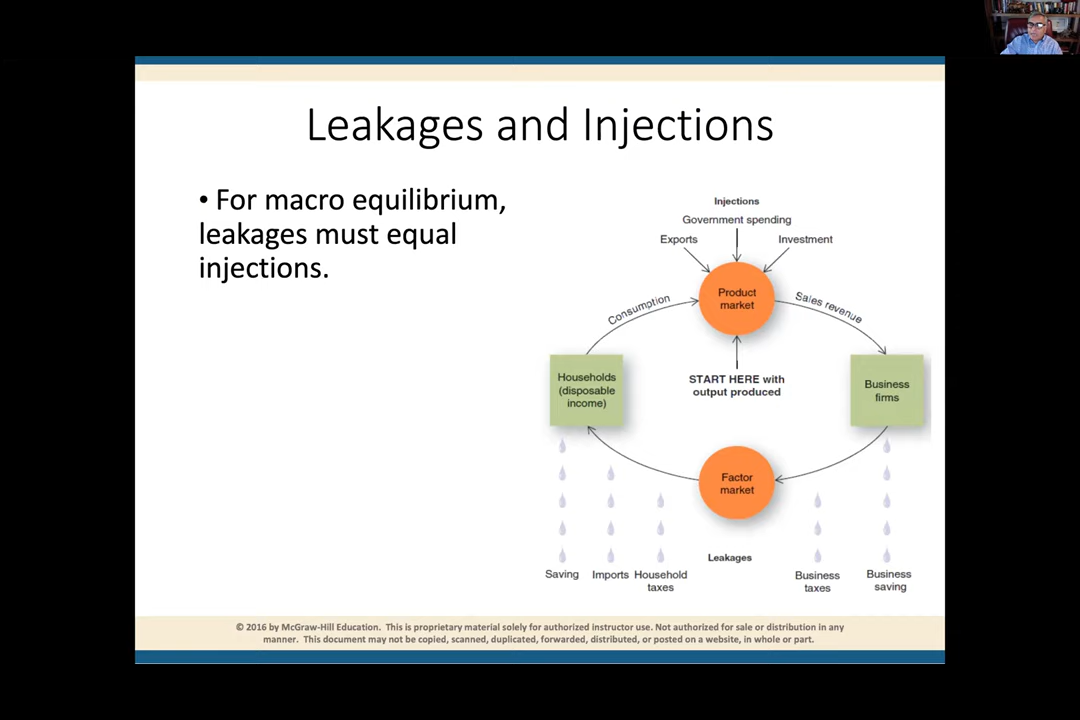 Leakages and Injections
• For macro equilibrium,
leakages must equal
injections.
Injections
Government spending
Exports
Investment
Product
market
Consumption
Sales revenue
START HERE with
output produced
Households
(disposable
income)
Business
firms
Factor
market
Leakages
Saving
Imports
Household
taxes
Business
taxes
Business
saving
© 2016 by McGraw-Hill Education. This is proprietary material solely for authorized instructor use. Not authorized for sale or distribution in any
manner. This document may not be copied, scanned, duplicated, forwarded, distributed, or posted on a website, in whole or part.